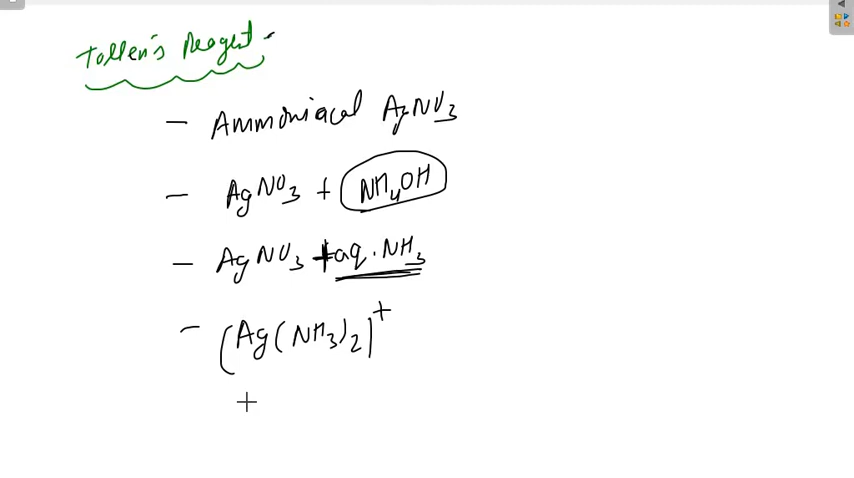 Tollen's Reagent -
- Ammoniacal AgNO3
- AgNO3 + NH4OH
- AgNO3 + aq. NH3
- (Ag(NH3)2]+
+